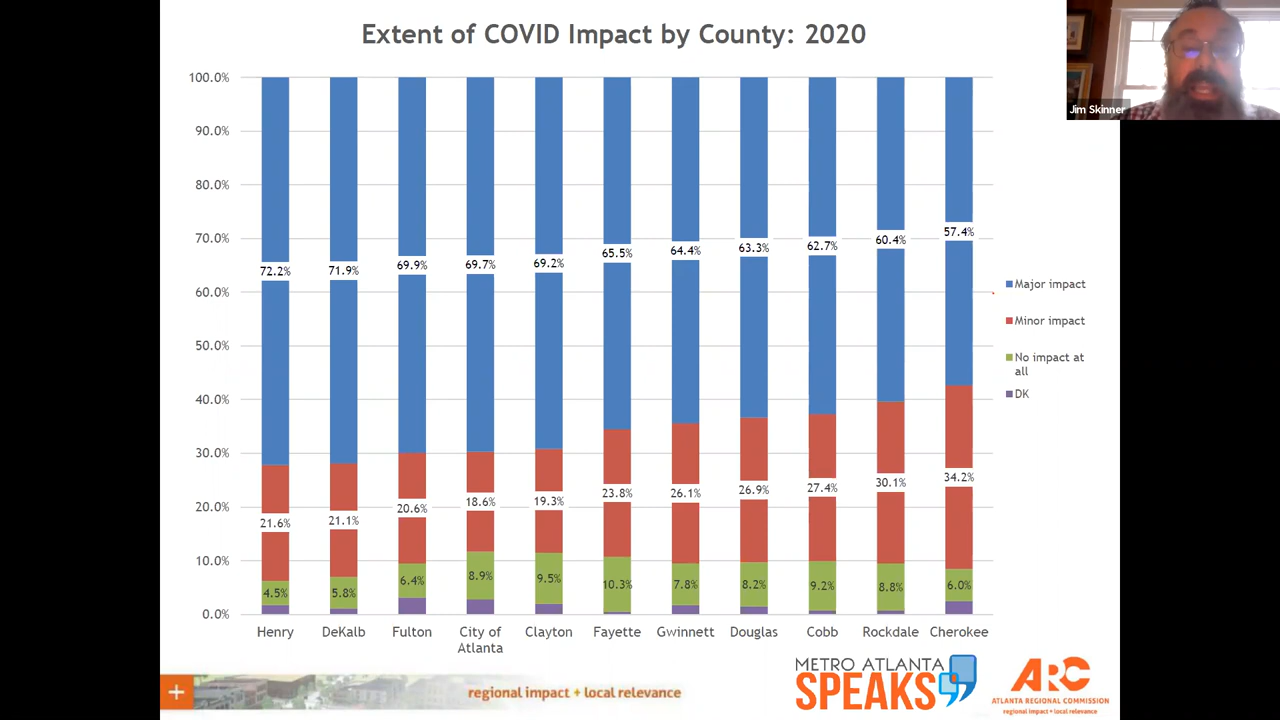 Extent of COVID Impact by County: 2020
Jim Skinner
100.0%
90.0%
80.0%
70.0%
60.0%
50.0%
40.0%
30.0%
20.0%
10.0%
0.0%
72.2% 71.9% 69.9% 69.7% 69.2% 65.5% 64.4% 63.3% 62.7% 60.4% 57.4%
21.6% 21.1% 20.6% 18.6% 19.3% 23.8% 26.1% 26.9% 27.4% 30.1% 34.2%
4.5% 5.8% 6.4% 8.9% 9.5% 10.3% 7.8% 8.2% 9.2% 8.8% 6.0%
Henry DeKalb Fulton City of Clayton Fayette Gwinnett Douglas Cobb Rockdale Cherokee
Atlanta
Major impact
Minor impact
No impact at
all
DK
regional impact + local relevance
METRO ATLANTA
SPEAKS
ARC
ATLANTA REGIONAL COMMISSION
regional impact + local relevance